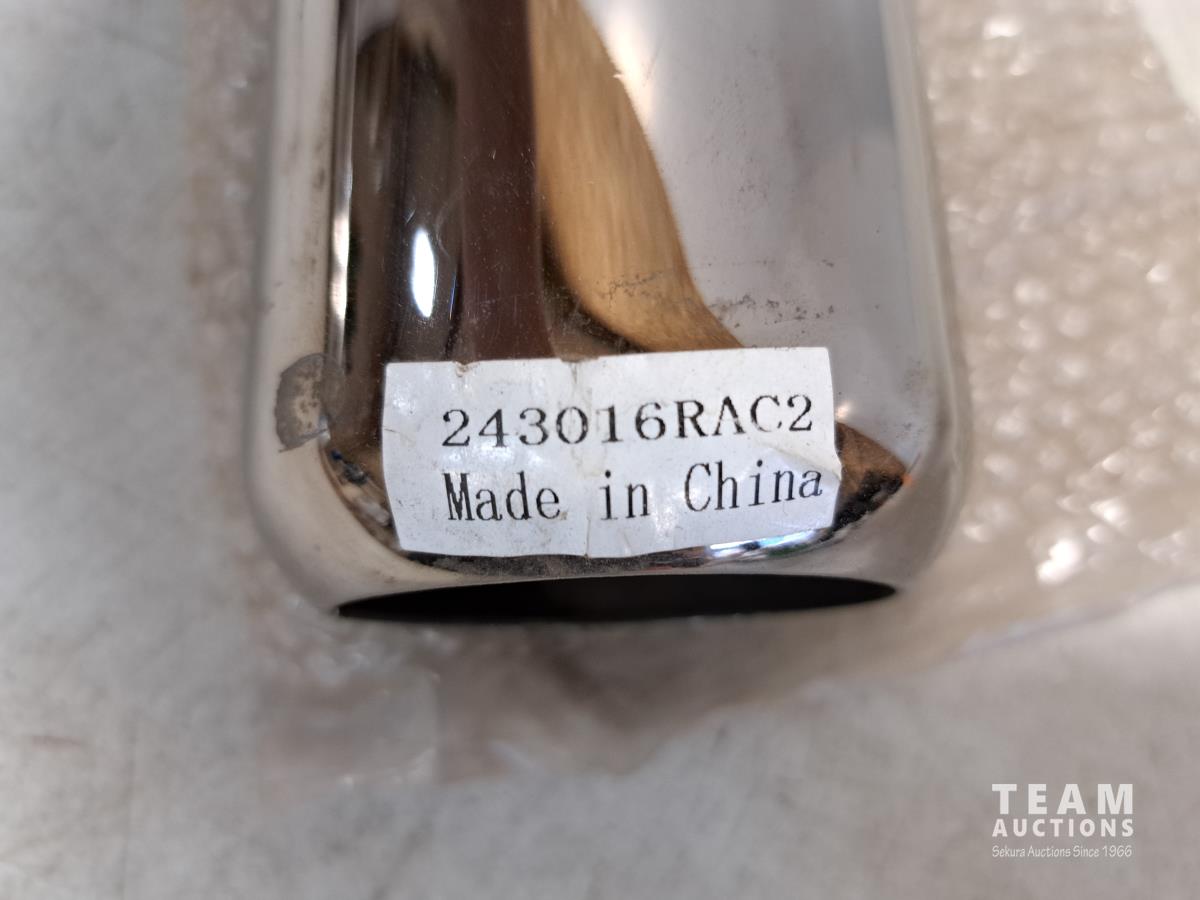 243016RAC2
Made in China
TEAM
AUCTIONS
Sekura Auctions Since 1966